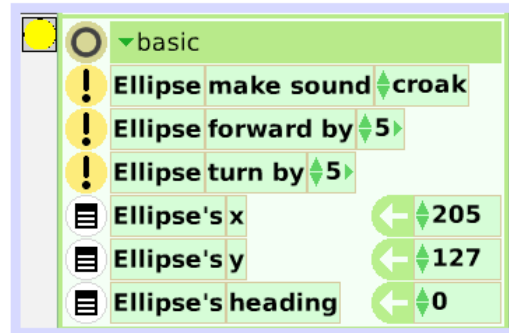 basic
Ellipse make sound croak
Ellipse forward by 5
Ellipse turn by 5
Ellipse's x 205
Ellipse's y 127
Ellipse's heading 0